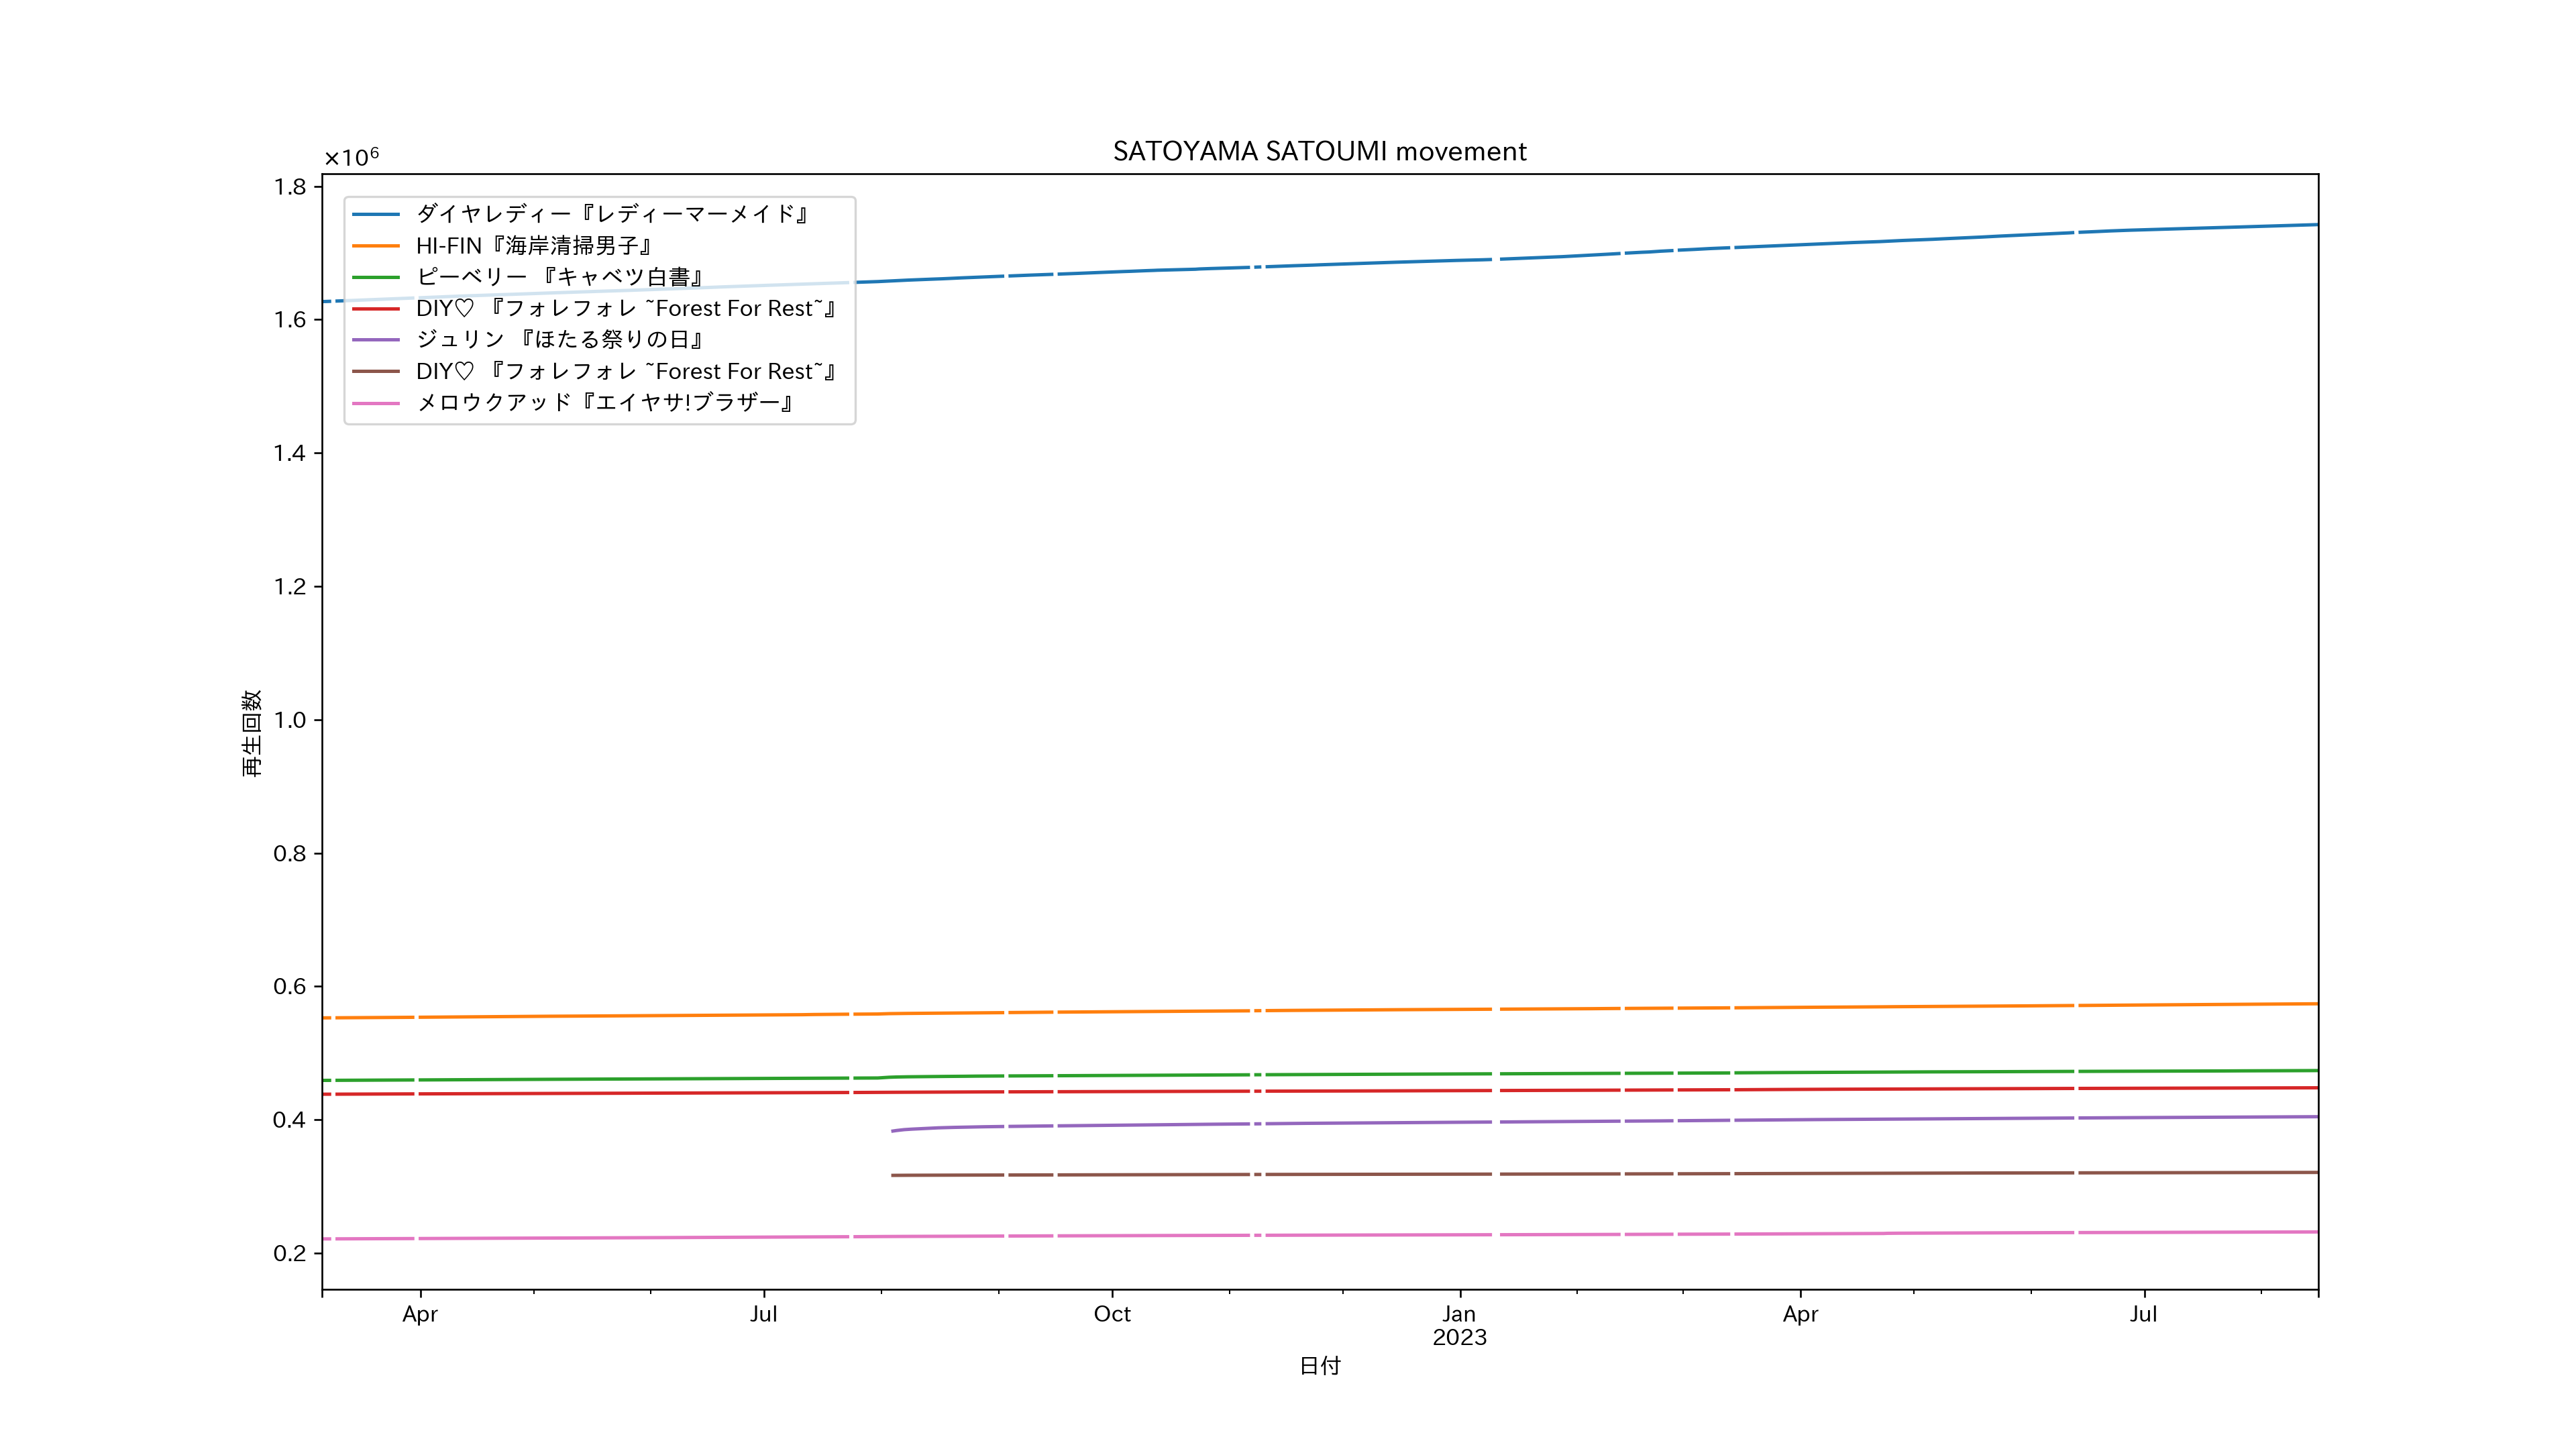 SATOYAMA SATOUMI movement
×10⁶
1.8
1.6
1.4
1.2
1.0
0.8
0.6
0.4
0.2
再生回数
ダイヤレディー『レディーマーメイド』
HI-FIN『海岸清掃男子』
ピーベリー 『キャベツ白書』
DIY♡ 『フォレフォレ ~Forest For Rest~』
ジュリン 『ほたる祭りの日』
DIY♡ 『フォレフォレ ~Forest For Rest~』
メロウクアッド『エイヤサ!ブラザー』
Apr Jul Oct Jan Apr Jul
2023
日付